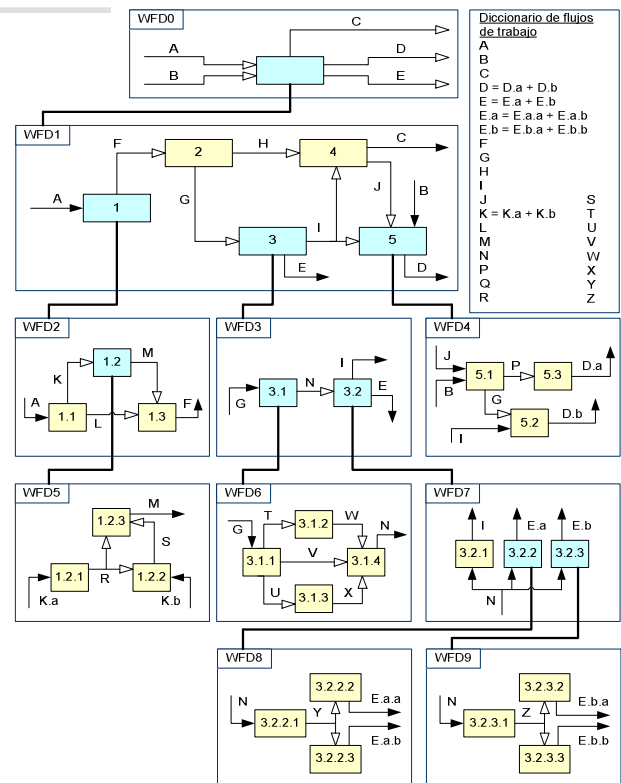 WFD0
A
B
C
D
E
Diccionario de flujos
de trabajo
A
B
C
D = D.a + D.b
E = E.a + E.b
E.a = E.a.a + E.a.b
E.b = E.b.a + E.b.b
F
G
H
I
J
K = K.a + K.b
L
M
N
P
Q
R
S
T
U
V
W
X
Y
Z
WFD1
F
2
H
4
C
A
1
G
J
B
3
I
5
E
D
WFD2
1.2
M
K
A
1.1
L
1.3
F
WFD3
I
3.1
N
3.2
E
G
WFD4
J
5.1
P
5.3
D.a
B
G
5.2
D.b
I
WFD5
M
1.2.3
S
1.2.1
R
1.2.2
K.a
K.b
WFD6
G
T
3.1.2
W
N
3.1.1
V
3.1.4
U
3.1.3
X
WFD7
I
E.a
E.b
3.2.1
3.2.2
3.2.3
N
WFD8
N
3.2.2.2
E.a.a
3.2.2.1
Y
E.a.b
3.2.2.3
WFD9
N
3.2.3.2
E.b.a
3.2.3.1
Z
E.b.b
3.2.3.3